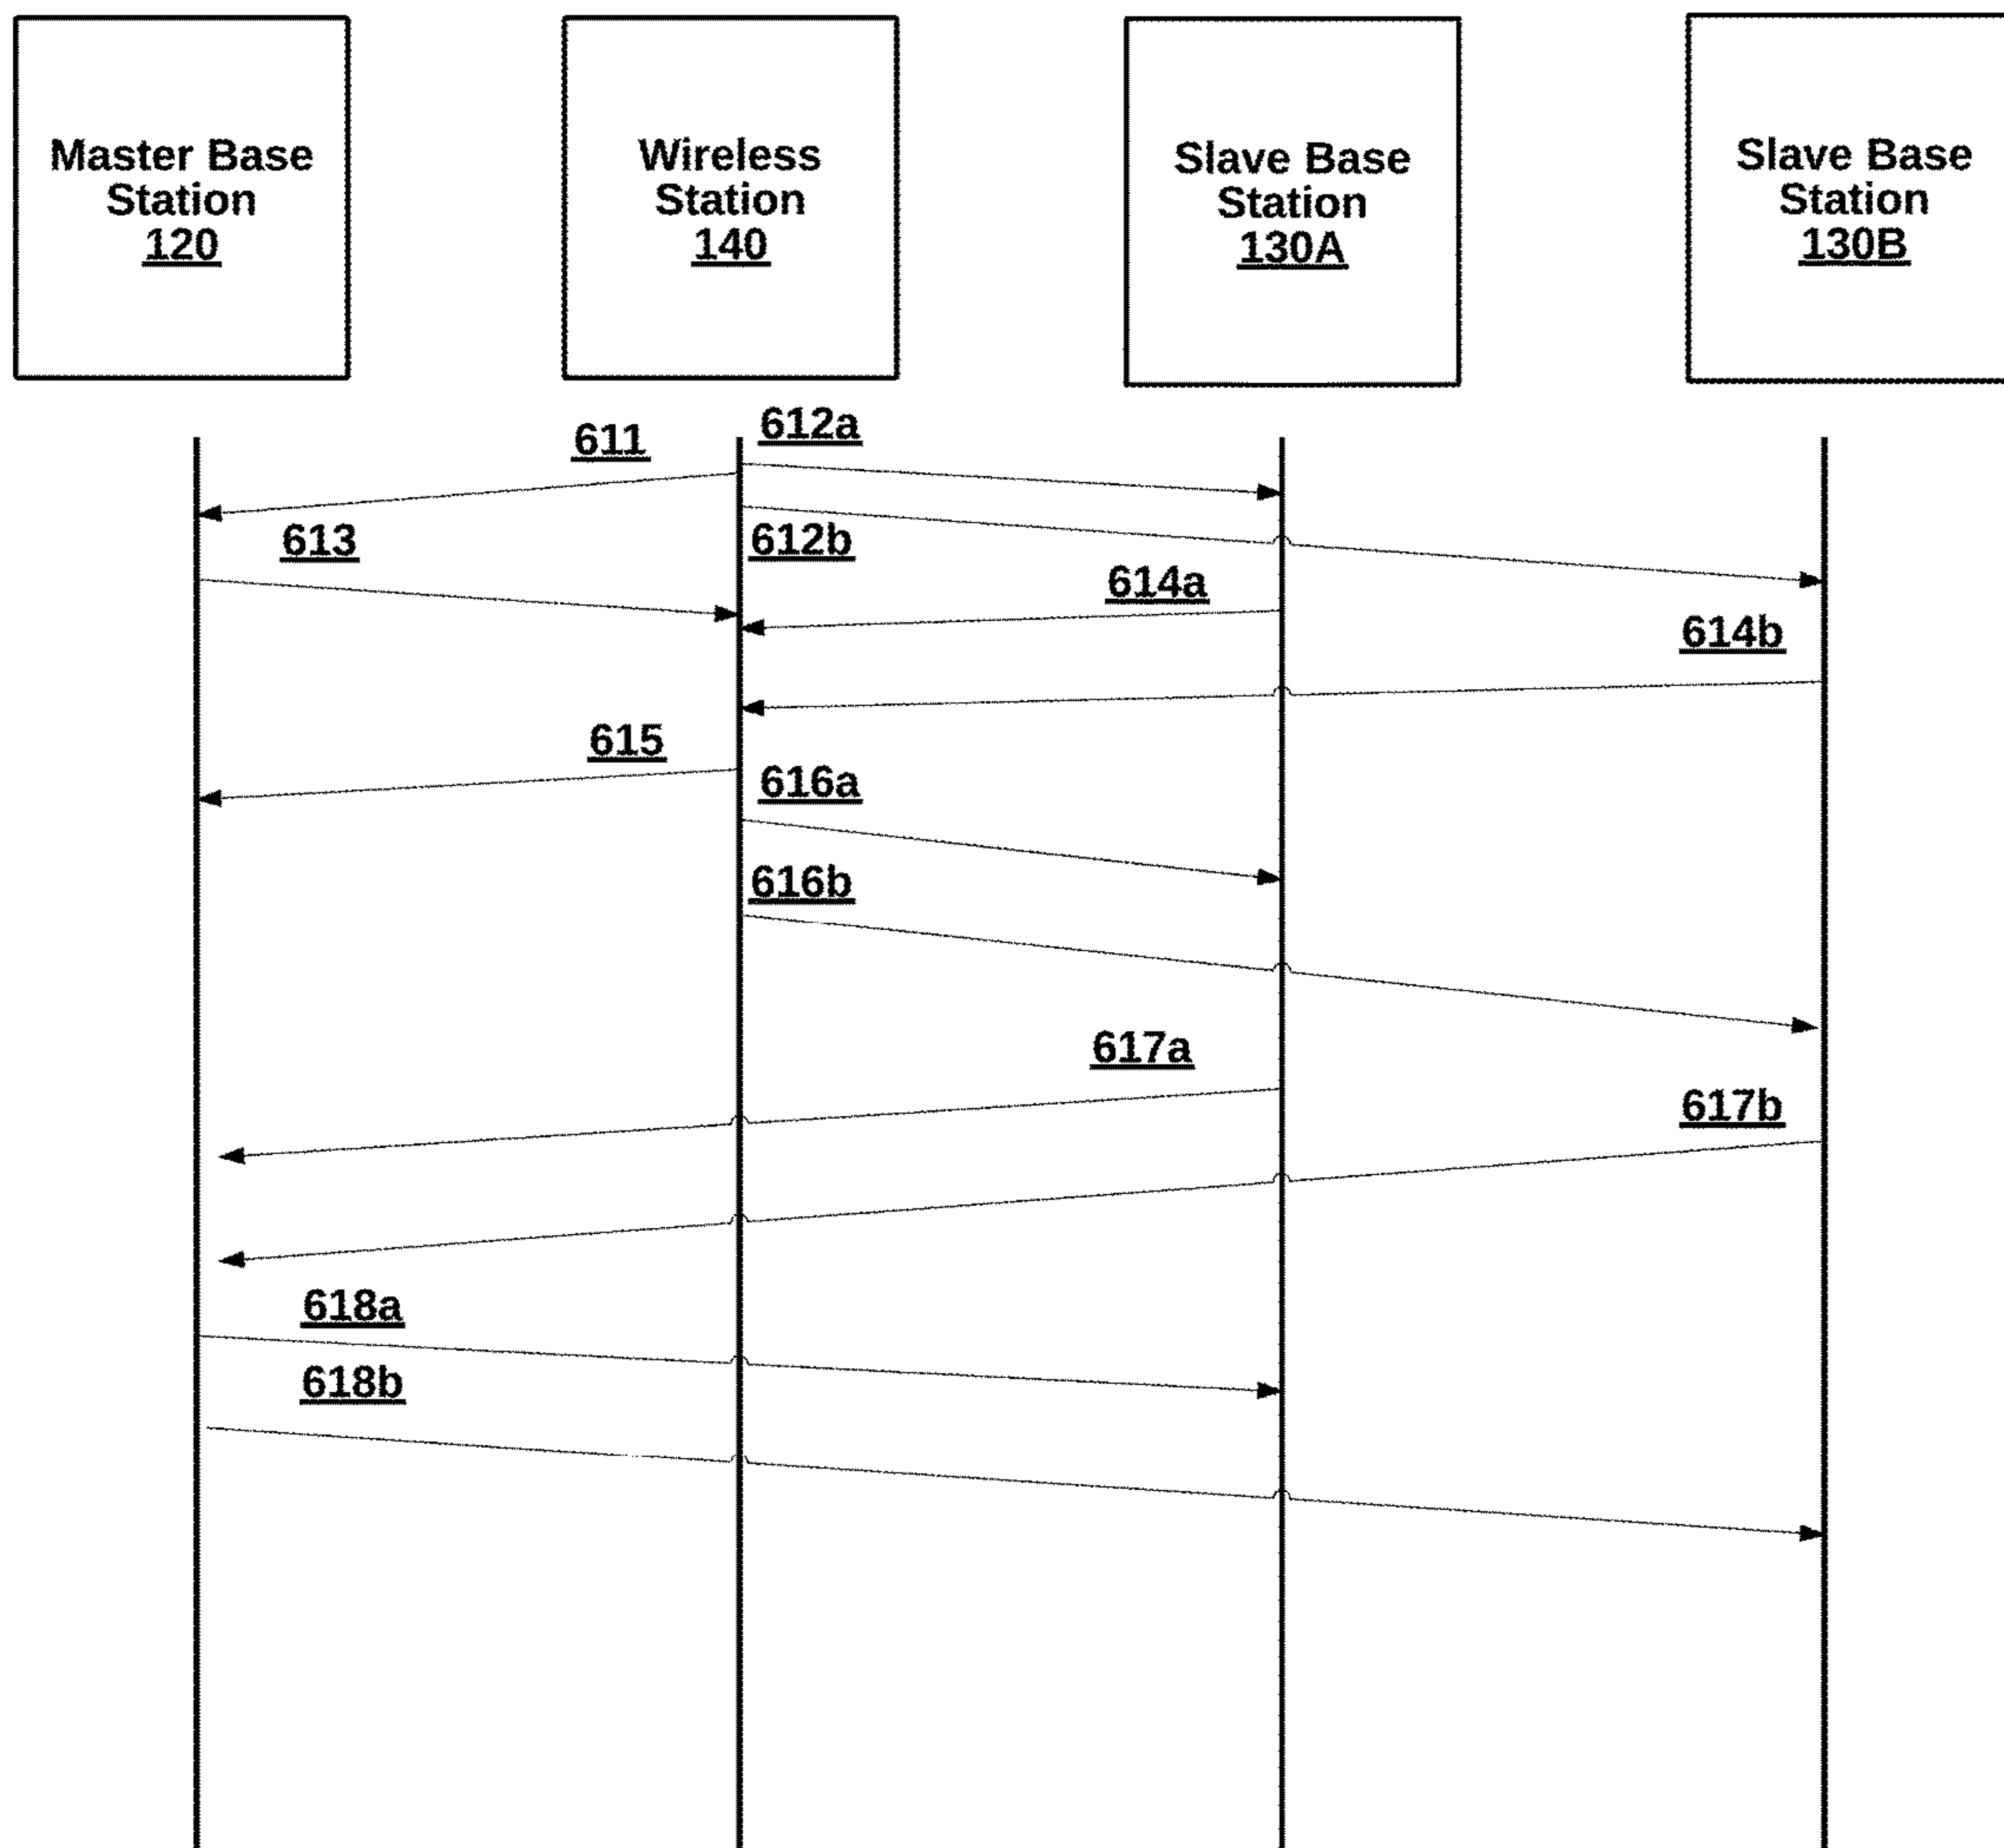 Master Base
Station
120
Wireless
Station
140
Slave Base
Station
130A
Slave Base
Station
130B
611
612a
613
612b
614a
614b
615
616a
616b
617a
617b
618a
618b